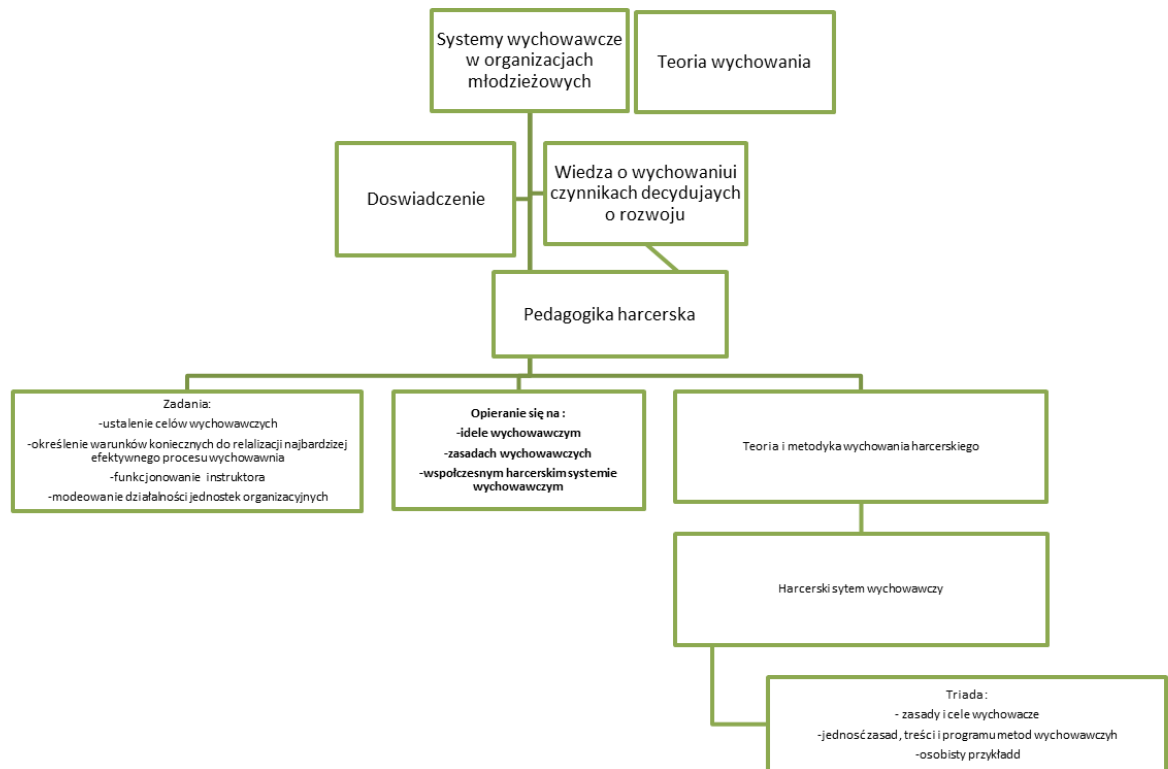 Systemy wychowawcze
w organizacjach
młodzieżowych
Teoria wychowania
Doswiadczenie
Wiedza o wychowaniui
czynnikach decydujaych
o rozwoju
Pedagogika harcerska
Zadania:
-ustalenie celów wychowawczych
-określenie warunków koniecznych do relalizacji najbardzizej
efektywnego procesu wychowawnia
-funkcjonowanie instruktora
-modeowanie działalności jednostek organizacyjnych
Opieranie się na :
-idele wychowawczym
-zasadach wychowawczych
-wspołczesnym harcerskim systemie
wychowawczym
Teoria i metodyka wychowania harcerskiego
Harcerski sytem wychowawczy
Triada:
- zasady i cele wychowacze
-jednosć zasad, treści i programu metod wychowawczyh
-osobisty przykładd